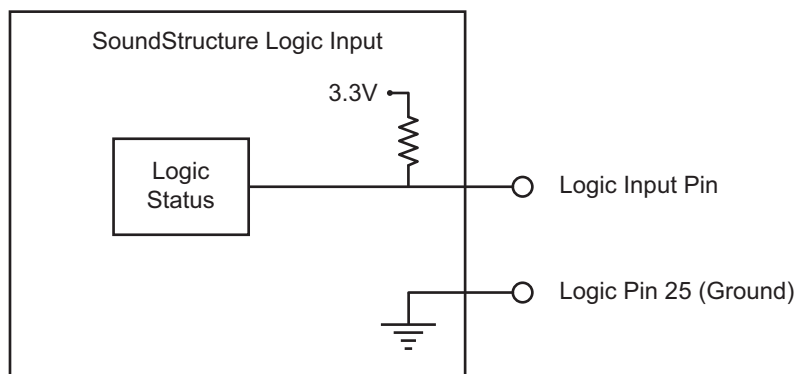 SoundStructure Logic Input
3.3V
Logic
Status
Logic Input Pin
Logic Pin 25 (Ground)